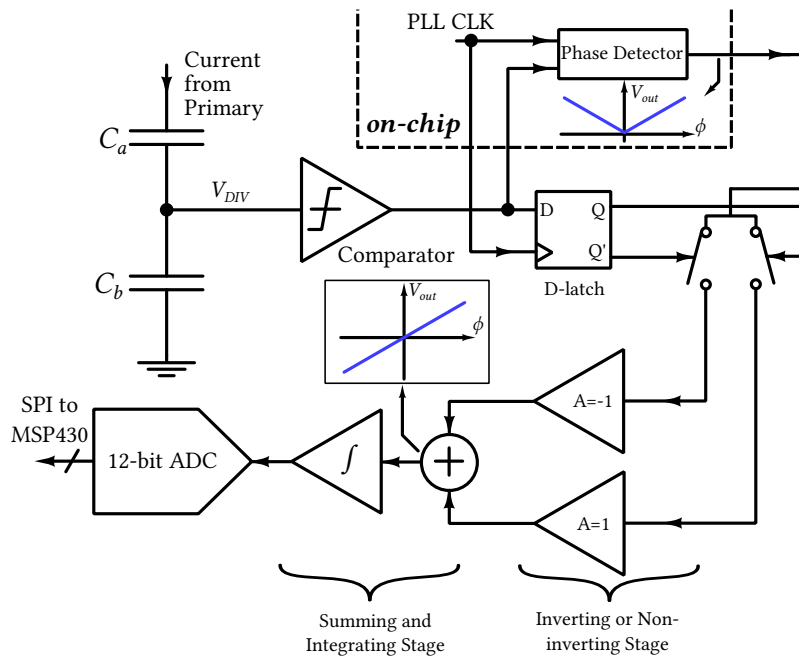 PLL CLK
Current
from
Primary
Phase Detector
V_out
ϕ
on-chip
C_a
V_DIV
D
Q
Q'
Comparator
C_b
D-latch
V_out
ϕ
A=-1
SPI to
MSP430
12-bit ADC
∫
+
A=1
Summing and
Integrating Stage
Inverting or Non-
inverting Stage